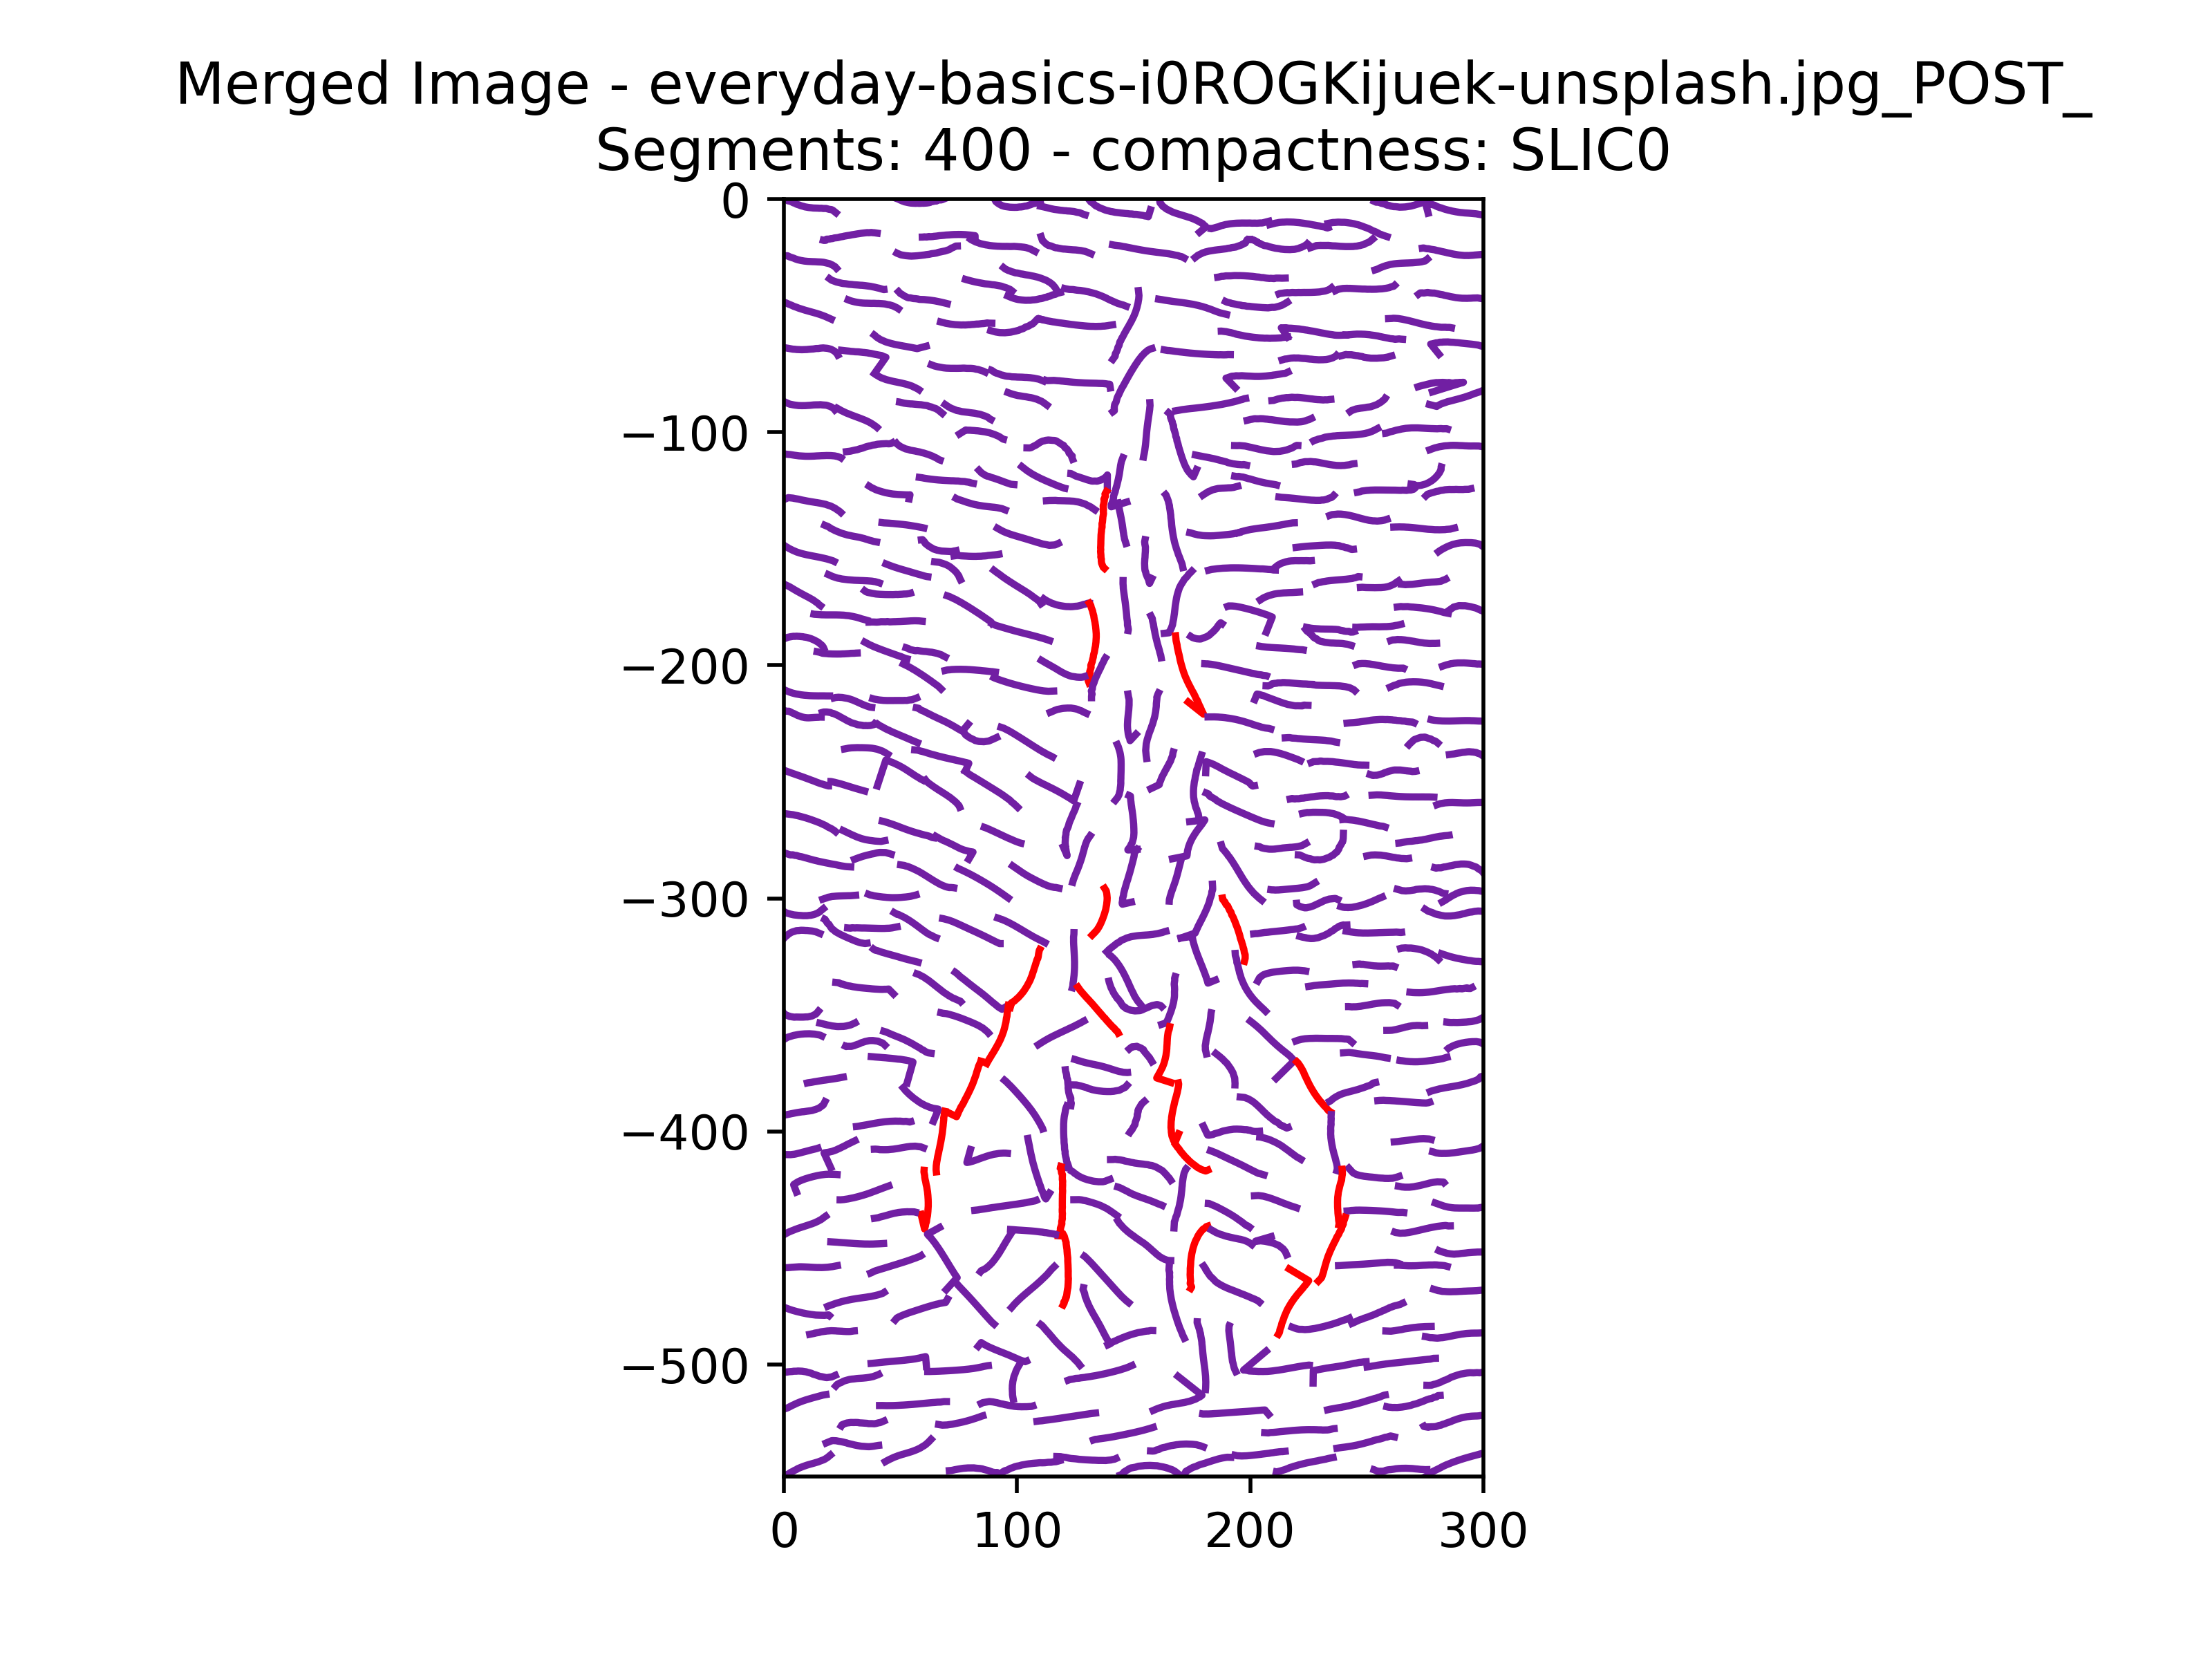 Merged Image - everyday-basics-i0ROGKijuek-unsplash.jpg_POST_
Segments: 400 - compactness: SLIC0
0
−100
−200
−300
−400
−500
0 100 200 300